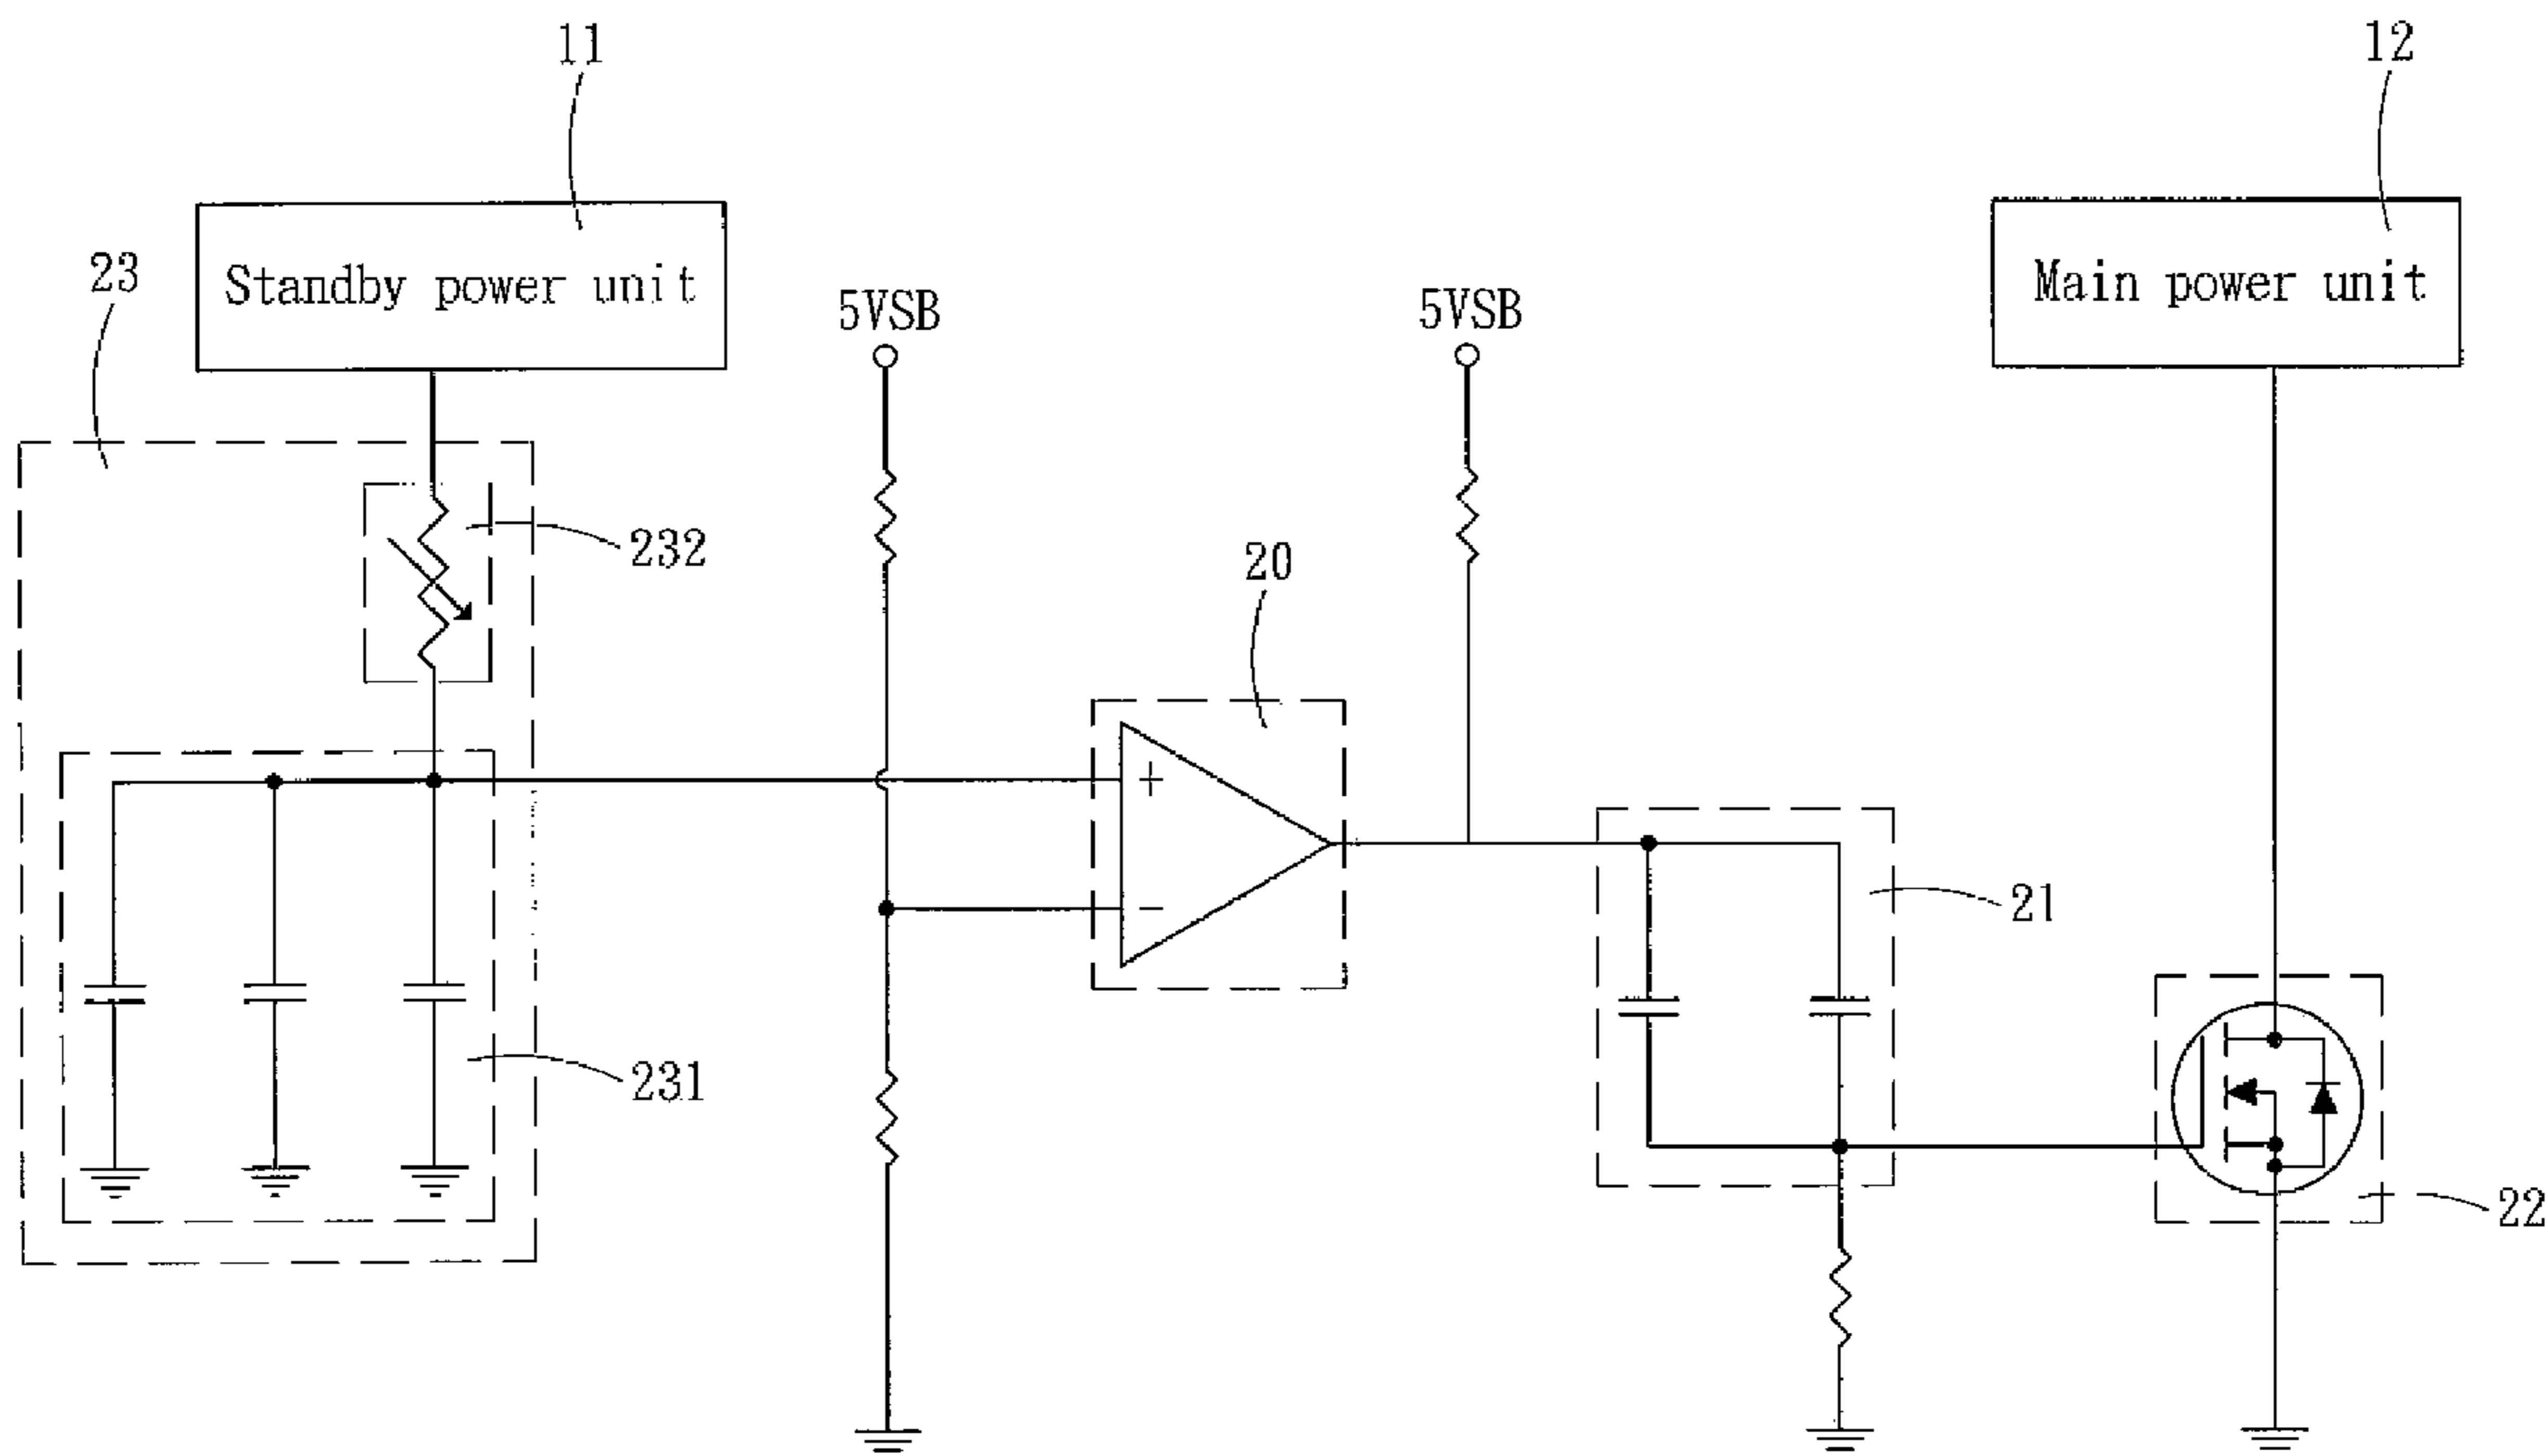 11
12
23
Standby power unit
Main power unit
5VSB
5VSB
232
20
+
−
21
231
22